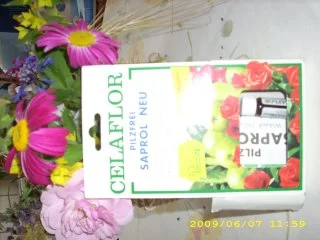 CELAFLOR
PILZFREI
SAPROL NEU
PILZ
SAPRO
2009/06/07 11:59